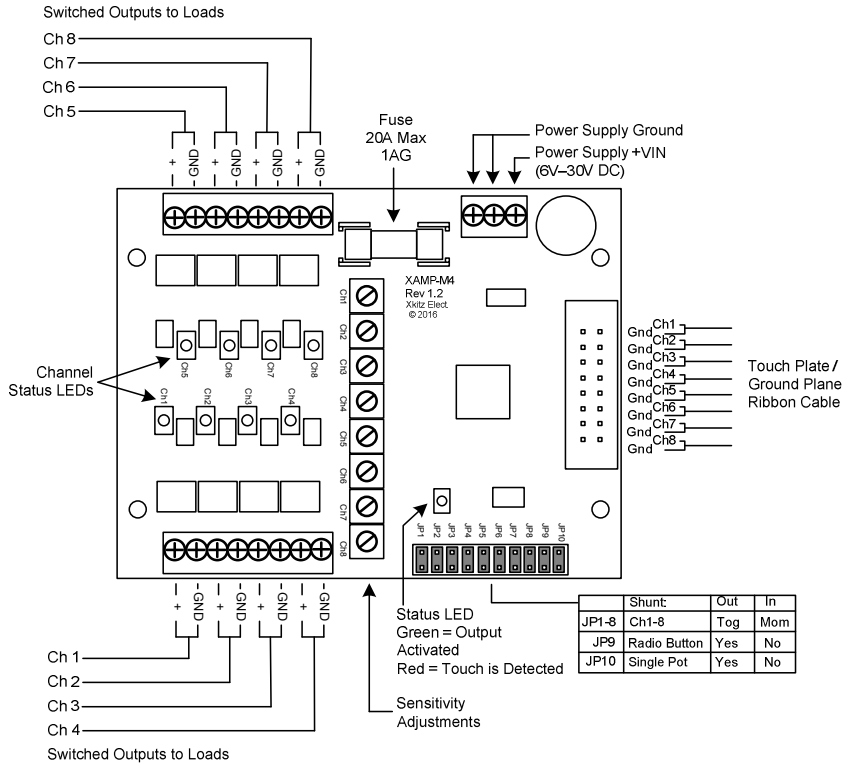 Switched Outputs to Loads
Ch 8
Ch 7
Ch 6
Ch 5
+ -GND + -GND + -GND + -GND
Fuse
20A Max
1AG
Power Supply Ground
Power Supply +VIN
(6V–30V DC)
XAMP-M4
Rev 1.2
Xkitz Elect.
© 2016
Ch1
Ch2
Ch3
Ch4
Ch5
Ch6
Ch7
Ch8
Channel
Status LEDs
Ch5 Ch6 Ch7 Ch8
Ch1 Ch2 Ch3 Ch4
Ch1
Gnd
Ch2
Gnd
Ch3
Gnd
Ch4
Gnd
Ch5
Gnd
Ch6
Gnd
Ch7
Gnd
Ch8
Gnd
Touch Plate /
Ground Plane
Ribbon Cable
JP1 JP2 JP3 JP4 JP5 JP6 JP7 JP8 JP9 JP10
+ -GND + -GND + -GND + -GND
Ch 1
Ch 2
Ch 3
Ch 4
Switched Outputs to Loads
Status LED
Green = Output
Activated
Red = Touch is Detected
Sensitivity
Adjustments
Shunt: Out In
JP1-8 Ch1-8 Tog Mom
JP9 Radio Button Yes No
JP10 Single Pot Yes No